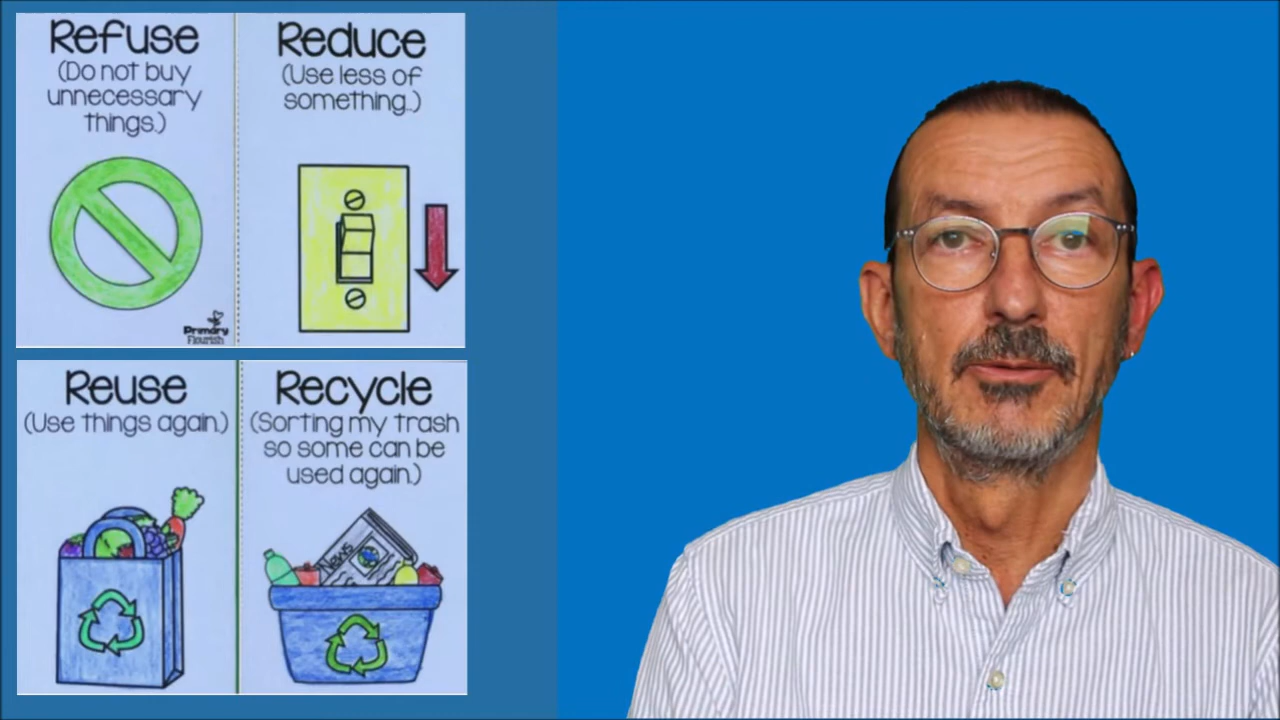 Refuse
(Do not buy
unnecessary
things.)
Primary
Flourish
Reduce
(Use less of
something.)
Reuse
(Use things again.)
Recycle
(Sorting my trash
so some can be
used again.)
News